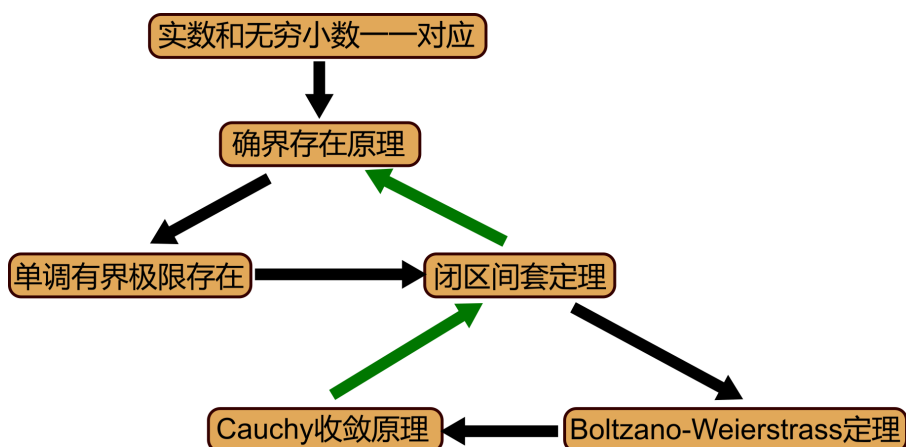 实数和无穷小数一一对应
确界存在原理
单调有界极限存在
闭区间套定理
Cauchy收敛原理
Boltzano-Weierstrass定理